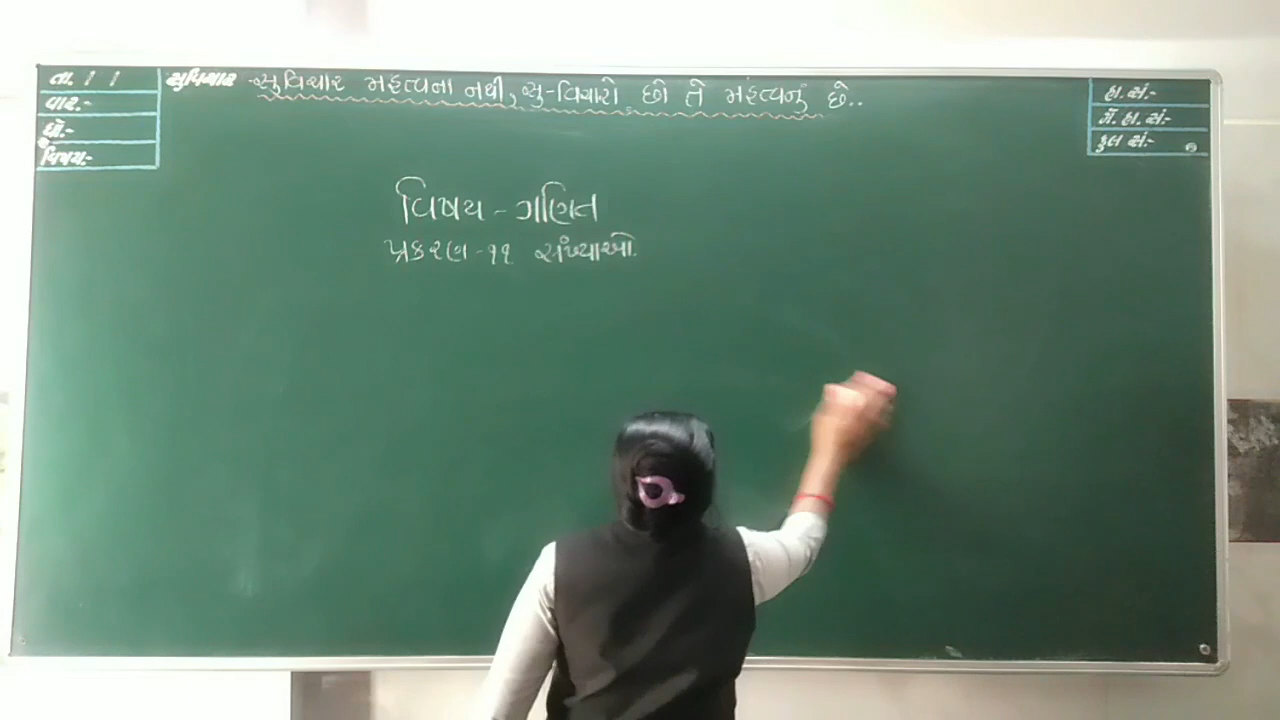 તા. / /
વાર:-
ધો:-
વિષય:-
સુવિચાર -સુવિચાર મહત્વના નથી, સુ-વિચારો છો તે મહત્વનું છે..
હા.સં.-
ગે.હા.સં.-
કુલ સં.-
વિષય - ગણિત
પ્રકરણ - ૧૧ સંખ્યાઓ.